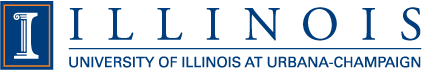 I
ILLINOIS
UNIVERSITY OF ILLINOIS AT URBANA-CHAMPAIGN